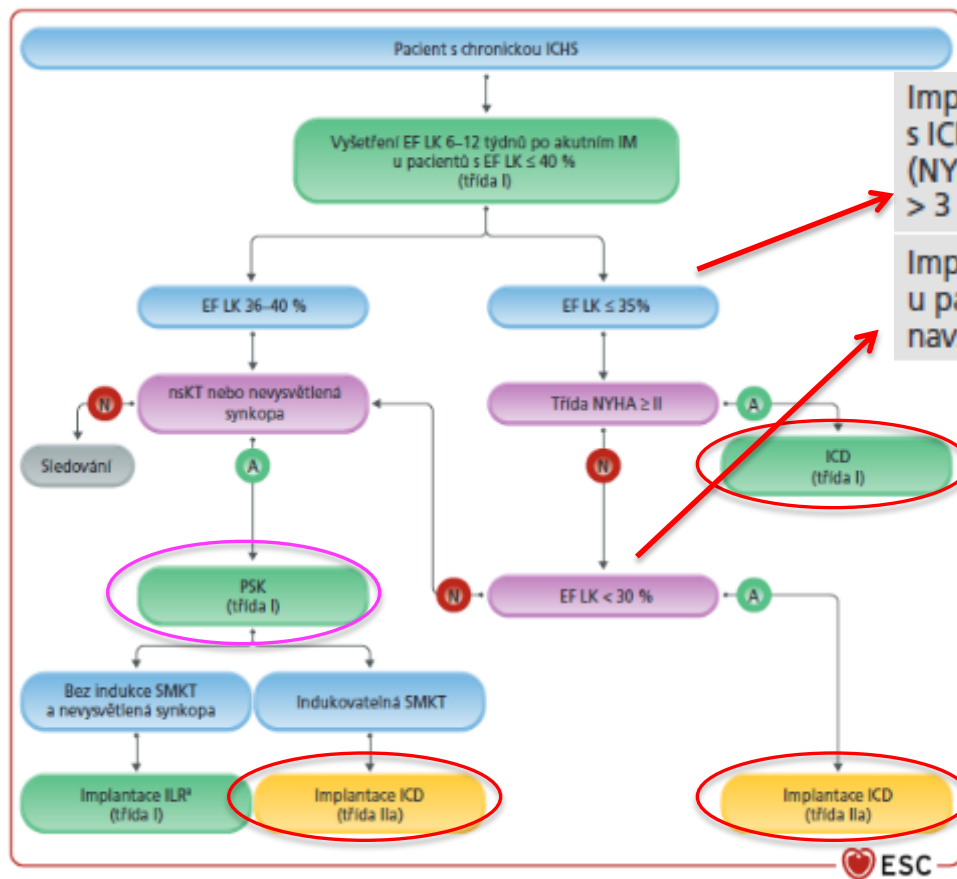 Pacient s chronickou ICHS
Vyšetření EF LK 6–12 týdnů po akutním IM
u pacientů s EF LK ≤ 40 %
(třída I)
EF LK 36–40 %
EF LK ≤ 35%
nsKT nebo nevysvětlená
synkopa
Třída NYHA ≥ II
N
A
Sledování
A
N
ICD
(třída I)
PSK
(třída I)
N
EF LK < 30 %
A
Bez indukce SMKT
a nevysvětlená synkopa
Indukovatelná SMKT
Implantace ILRª
(třída I)
Implantace ICD
(třída IIa)
Implantace ICD
(třída IIa)
ESC
Imp
s ICH
(NY
> 3
Imp
u pa
nav